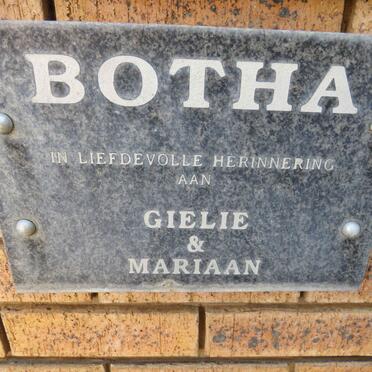 BOTHA
IN LIEFDEVOLLE HERINNERING
AAN
GIELIE
&
MARIAAN